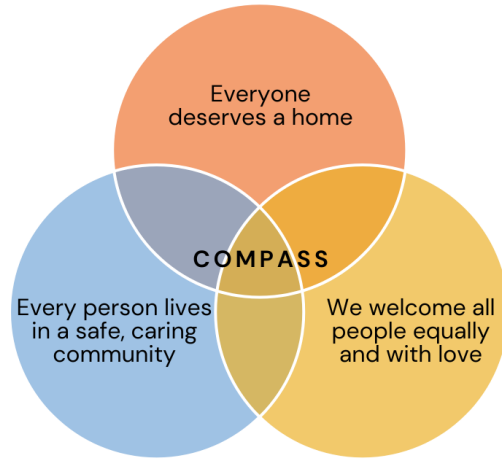 Everyone
deserves a home
COMPASS
Every person lives
in a safe, caring
community
We welcome all
people equally
and with love